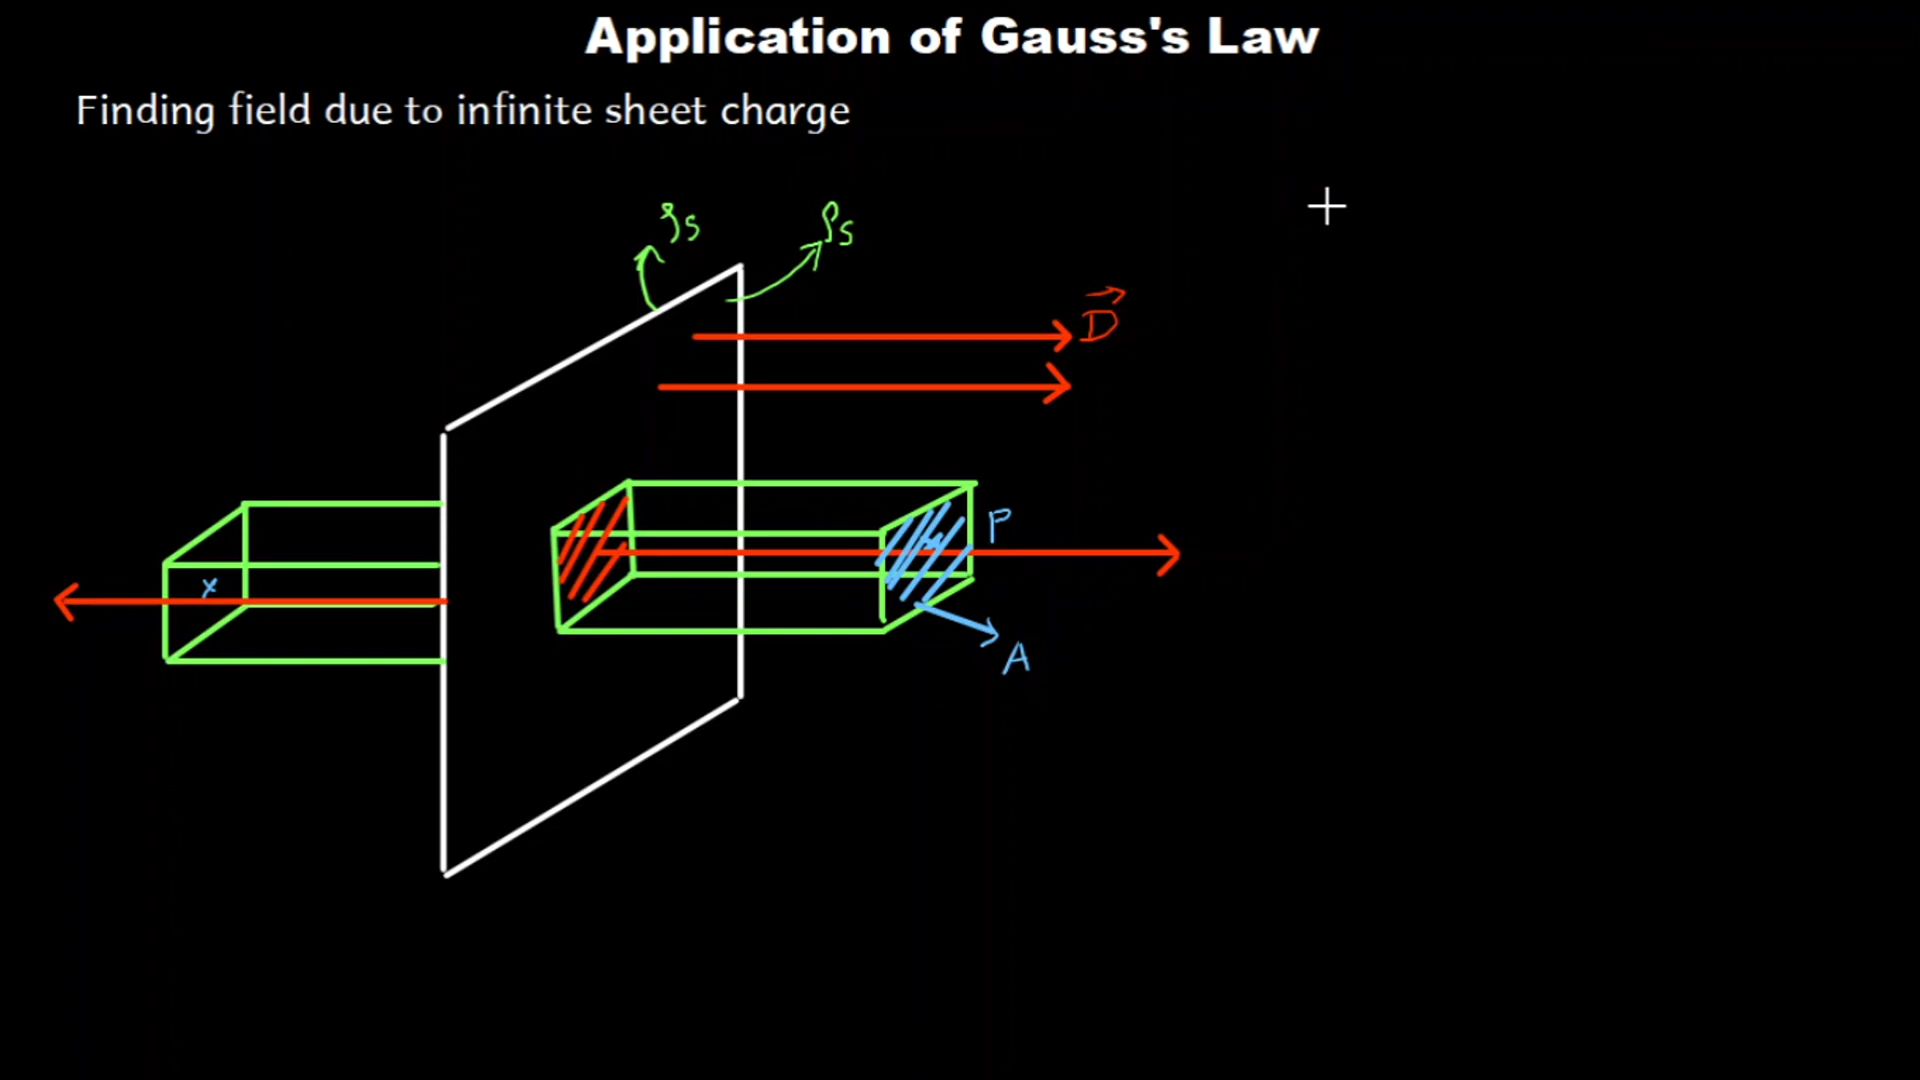 Application of Gauss's Law
Finding field due to infinite sheet charge
ρs
ρs
D
P
x
A